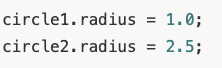 circle1.radius = 1.0;
circle2.radius = 2.5;